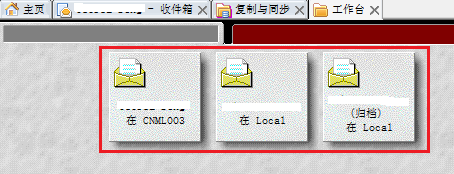 主页
- 收件箱
复制与同步
工作台
在 CNML003
在 Local
(归档)
在 Local